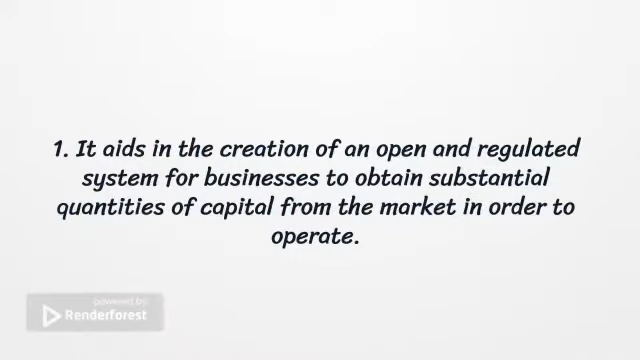 1. It aids in the creation of an open and regulated
system for businesses to obtain substantial
quantities of capital from the market in order to
operate.
powered by
Renderforest